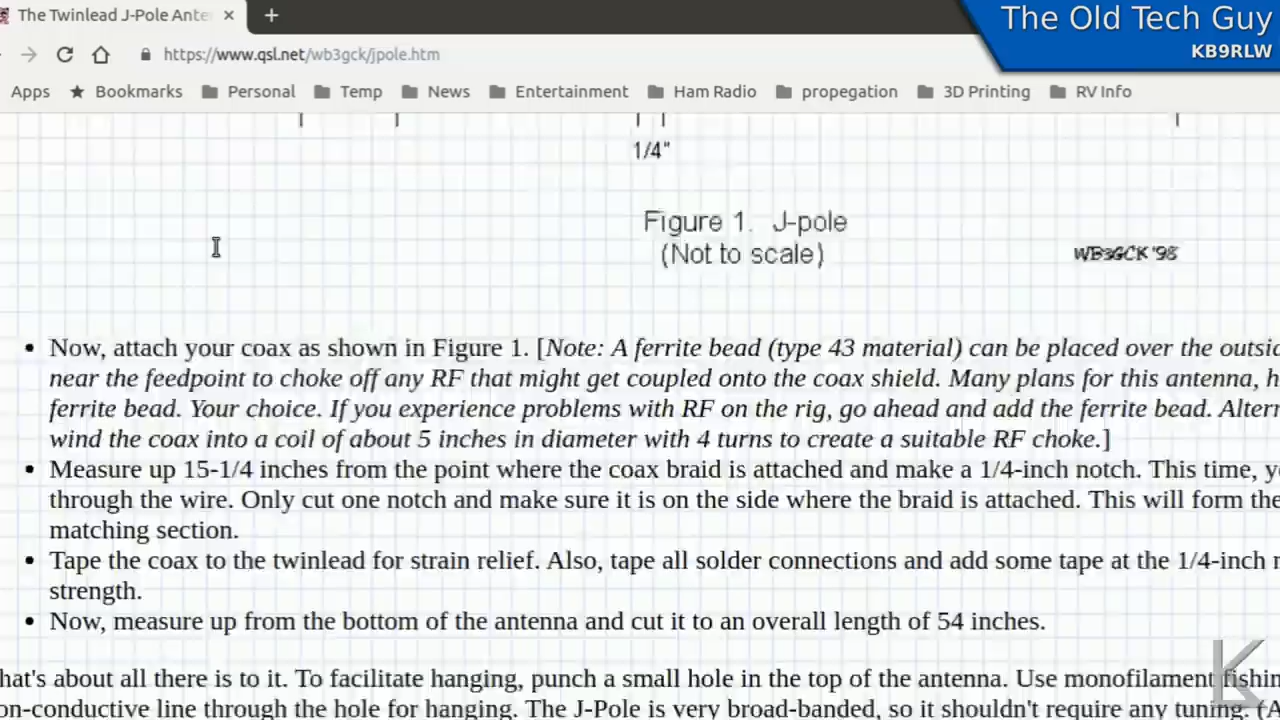 The Twinlead J-Pole Ante
The Old Tech Guy
KB9RLW
https://www.qsl.net/wb3gck/jpole.htm
Apps Bookmarks Personal Temp News Entertainment Ham Radio propegation 3D Printing RV Info
1/4"
Figure 1. J-pole
(Not to scale)
WB3GCK '98
Now, attach your coax as shown in Figure 1. [Note: A ferrite bead (type 43 material) can be placed over the outsid
near the feedpoint to choke off any RF that might get coupled onto the coax shield. Many plans for this antenna, h
ferrite bead. Your choice. If you experience problems with RF on the rig, go ahead and add the ferrite bead. Altern
wind the coax into a coil of about 5 inches in diameter with 4 turns to create a suitable RF choke.]
Measure up 15-1/4 inches from the point where the coax braid is attached and make a 1/4-inch notch. This time, yo
through the wire. Only cut one notch and make sure it is on the side where the braid is attached. This will form the
matching section.
Tape the coax to the twinlead for strain relief. Also, tape all solder connections and add some tape at the 1/4-inch n
strength.
Now, measure up from the bottom of the antenna and cut it to an overall length of 54 inches.
hat's about all there is to it. To facilitate hanging, punch a small hole in the top of the antenna. Use monofilament fishin
on-conductive line through the hole for hanging. The J-Pole is very broad-banded, so it shouldn't require any tuning. (A